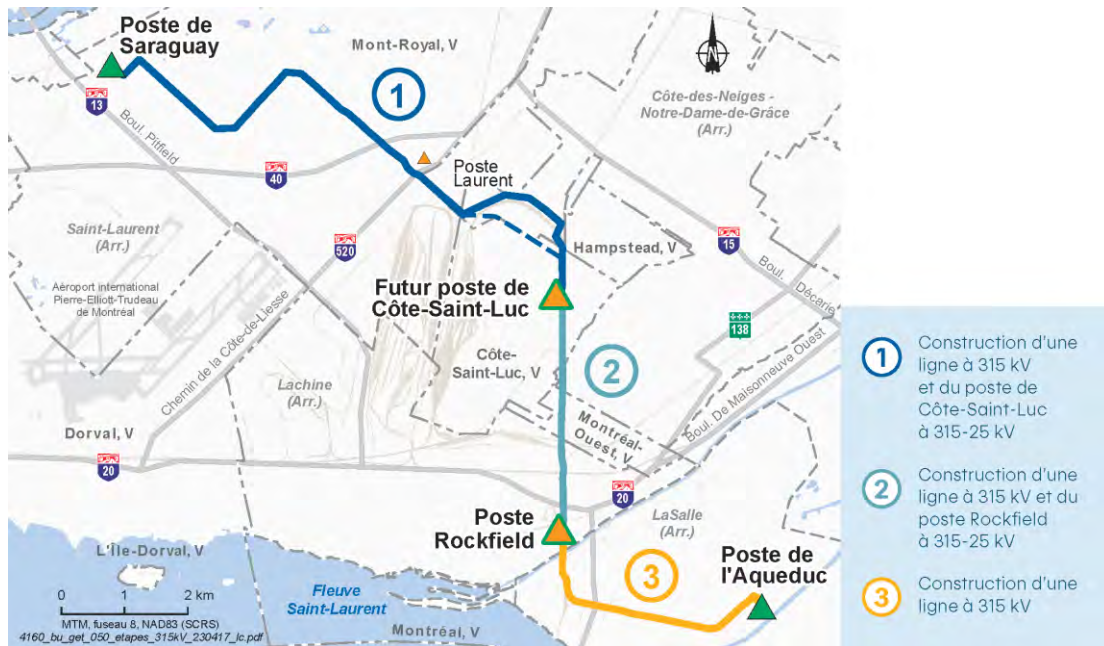 Poste de
Saraguay
Mont-Royal, V
1
Côte-des-Neiges -
Notre-Dame-de-Grâce
(Arr.)
13
Boul. Pitfield
40
Poste
Laurent
Saint-Laurent
(Arr.)
520
Hampstead, V
15
Boul. Décarie
Aéroport international
Pierre-Elliott-Trudeau
de Montréal
Futur poste de
Côte-Saint-Luc
138
Chemin de la Côte-de-Liesse
Côte-
Saint-Luc, V
2
Lachine
(Arr.)
Boul. De Maisonneuve Ouest
Montréal-
Ouest, V
Dorval, V
20
20
LaSalle
(Arr.)
Poste
Rockfield
Poste de
l'Aqueduc
L'Île-Dorval, V
3
Fleuve
Saint-Laurent
0 1 2 km
MTM, fuseau 8, NAD83 (SCRS)
4160_bu_get_050_etapes_315kV_230417_lc.pdf
Montréal, V
1
Construction d'une
ligne à 315 kV
et du poste de
Côte-Saint-Luc
à 315-25 kV
2
Construction d'une
ligne à 315 kV et du
poste Rockfield
à 315-25 kV
3
Construction d'une
ligne à 315 kV